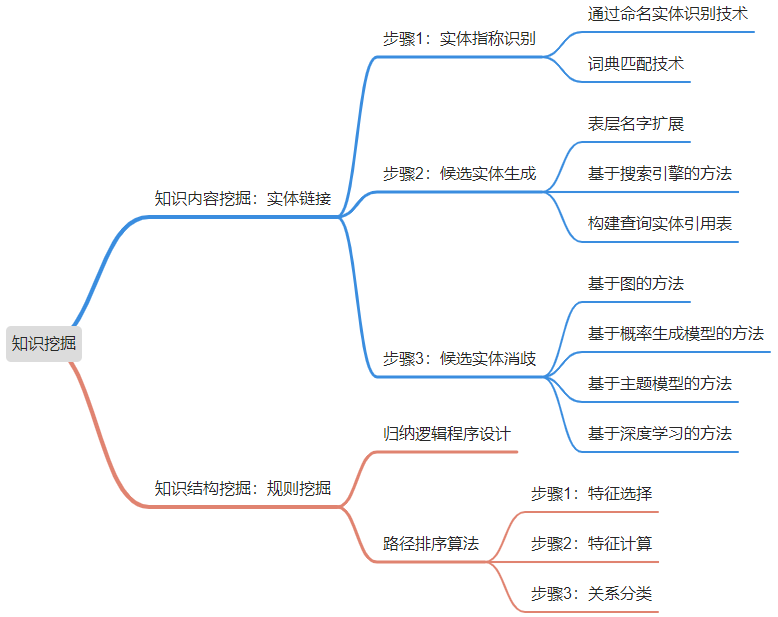 知识挖掘
知识内容挖掘：实体链接
步骤1：实体指称识别
通过命名实体识别技术
词典匹配技术
步骤2：候选实体生成
表层名字扩展
基于搜索引擎的方法
构建查询实体引用表
步骤3：候选实体消歧
基于图的方法
基于概率生成模型的方法
基于主题模型的方法
基于深度学习的方法
知识结构挖掘：规则挖掘
归纳逻辑程序设计
路径排序算法
步骤1：特征选择
步骤2：特征计算
步骤3：关系分类